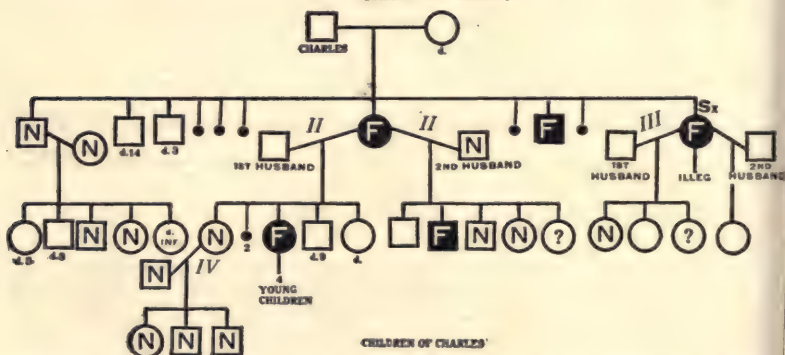 CHARLES d.
Sx
N N d.14 d.3 II F II N F III F
1ST HUSBAND 2ND HUSBAND 1ST HUSBAND ILLEG 2ND HUSBAND
d.8 N N d. INF. N 2 F d.9 d. F N N ? N ?
N IV 4 YOUNG CHILDREN
N N N
CHILDREN OF CHARLES